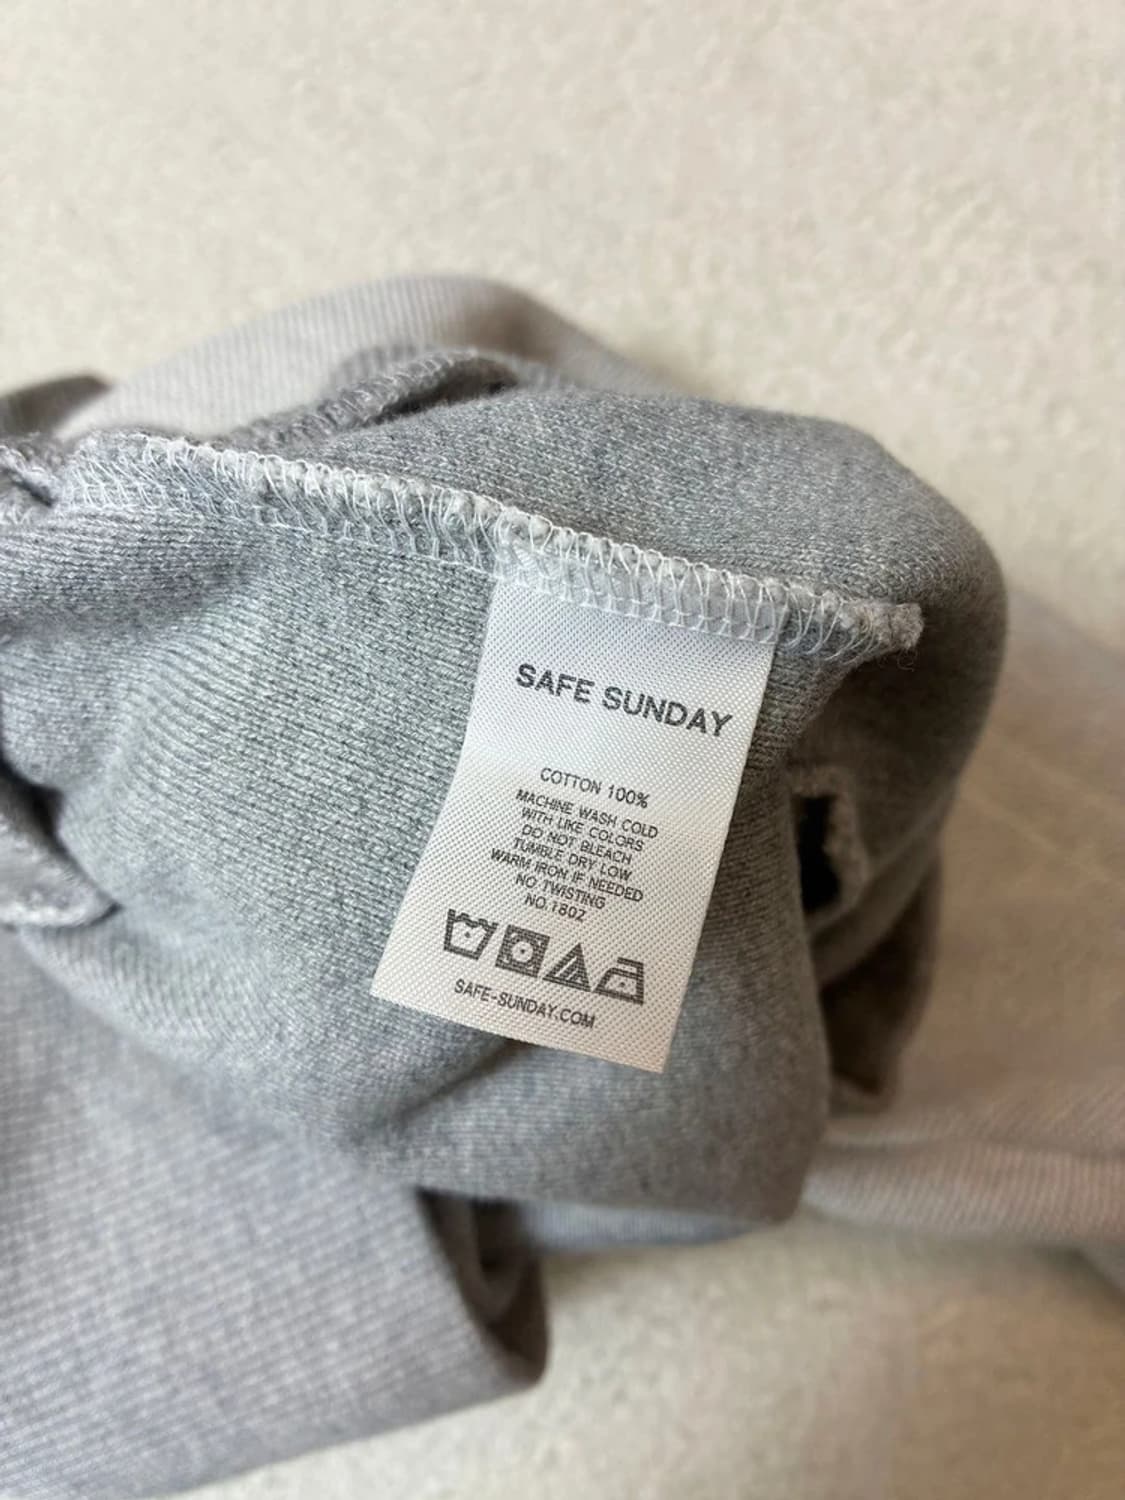 SAFE SUNDAY
COTTON 100%
MACHINE WASH COLD
WITH LIKE COLORS
DO NOT BLEACH
TUMBLE DRY LOW
WARM IRON IF NEEDED
NO TWISTING
NO.1802
SAFE-SUNDAY.COM